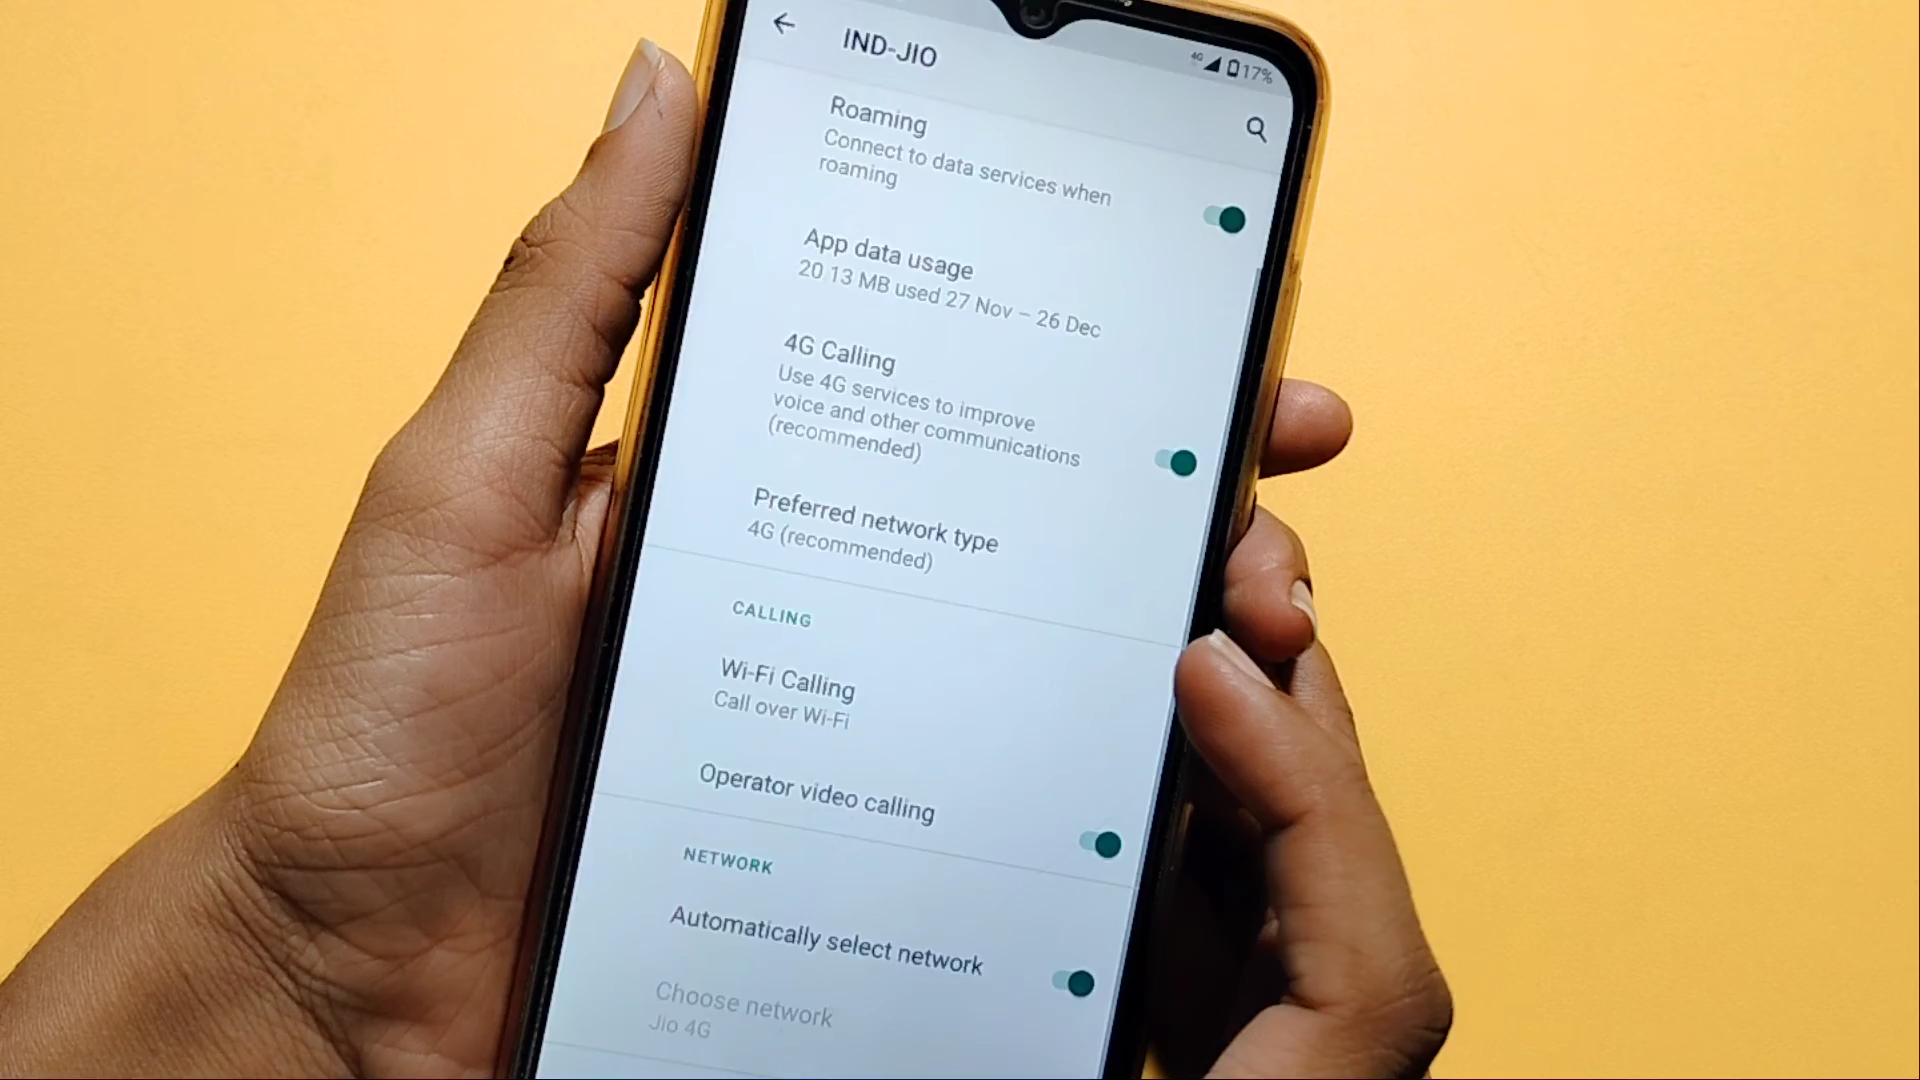 IND-JIO
4G 17%
Roaming
Connect to data services when
roaming
App data usage
20 13 MB used 27 Nov – 26 Dec
4G Calling
Use 4G services to improve
voice and other communications
(recommended)
Preferred network type
4G (recommended)
CALLING
Wi-Fi Calling
Call over Wi-Fi
Operator video calling
NETWORK
Automatically select network
Choose network
Jio 4G